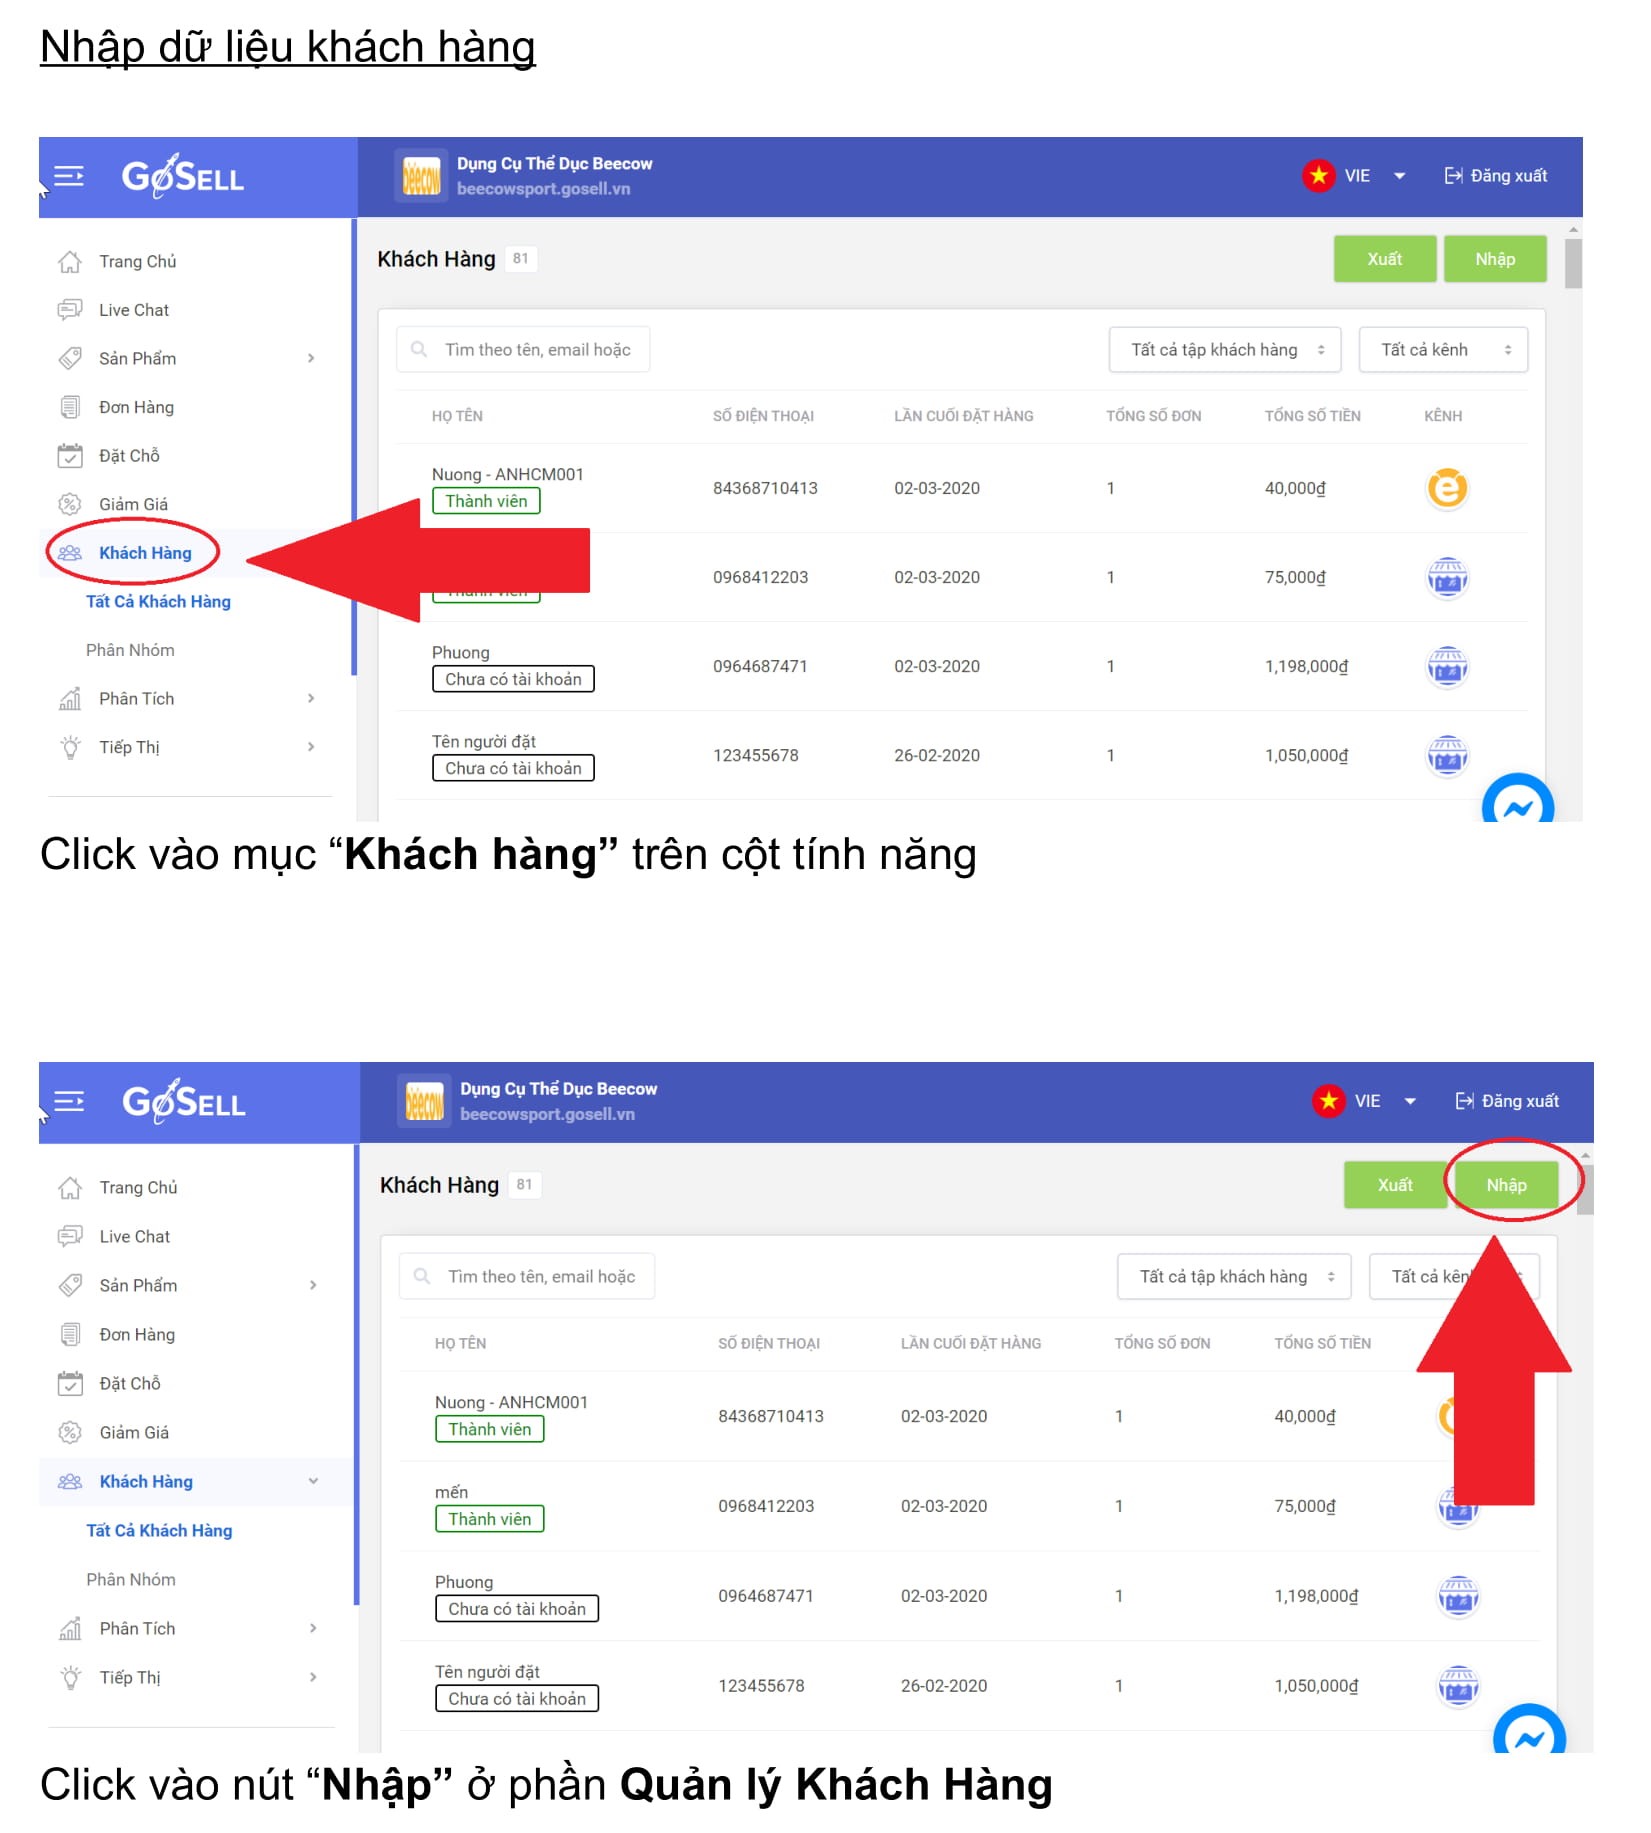 Nhập dữ liệu khách hàng
GoSELL
Dụng Cụ Thể Dục Beecow
beecow
beecowsport.gosell.vn
VIE
Đăng xuất
Trang Chủ
Live Chat
Sản Phẩm
Đơn Hàng
Đặt Chỗ
Giảm Giá
Khách Hàng
Tất Cả Khách Hàng
Phân Nhóm
Phân Tích
Tiếp Thị
Khách Hàng 81
Xuất Nhập
Tìm theo tên, email hoặc
Tất cả tập khách hàng
Tất cả kênh
HỌ TÊN SỐ ĐIỆN THOẠI LẦN CUỐI ĐẶT HÀNG TỔNG SỐ ĐƠN TỔNG SỐ TIỀN KÊNH
Nuong - ANHCM001
Thành viên
84368710413 02-03-2020 1 40,000₫
0968412203 02-03-2020 1 75,000₫
Phuong
Chưa có tài khoản
0964687471 02-03-2020 1 1,198,000₫
Tên người đặt
Chưa có tài khoản
123455678 26-02-2020 1 1,050,000₫
Click vào mục “Khách hàng” trên cột tính năng
GoSELL
Dụng Cụ Thể Dục Beecow
beecow
beecowsport.gosell.vn
VIE
Đăng xuất
Trang Chủ
Live Chat
Sản Phẩm
Đơn Hàng
Đặt Chỗ
Giảm Giá
Khách Hàng
Tất Cả Khách Hàng
Phân Nhóm
Phân Tích
Tiếp Thị
Khách Hàng 81
Xuất Nhập
Tìm theo tên, email hoặc
Tất cả tập khách hàng
Tất cả
HỌ TÊN SỐ ĐIỆN THOẠI LẦN CUỐI ĐẶT HÀNG TỔNG SỐ ĐƠN TỔNG SỐ TIỀN
Nuong - ANHCM001
Thành viên
84368710413 02-03-2020 1 40,000₫
mến
Thành viên
0968412203 02-03-2020 1 75,000₫
Phuong
Chưa có tài khoản
0964687471 02-03-2020 1 1,198,000₫
Tên người đặt
Chưa có tài khoản
123455678 26-02-2020 1 1,050,000₫
Click vào nút “Nhập” ở phần Quản lý Khách Hàng